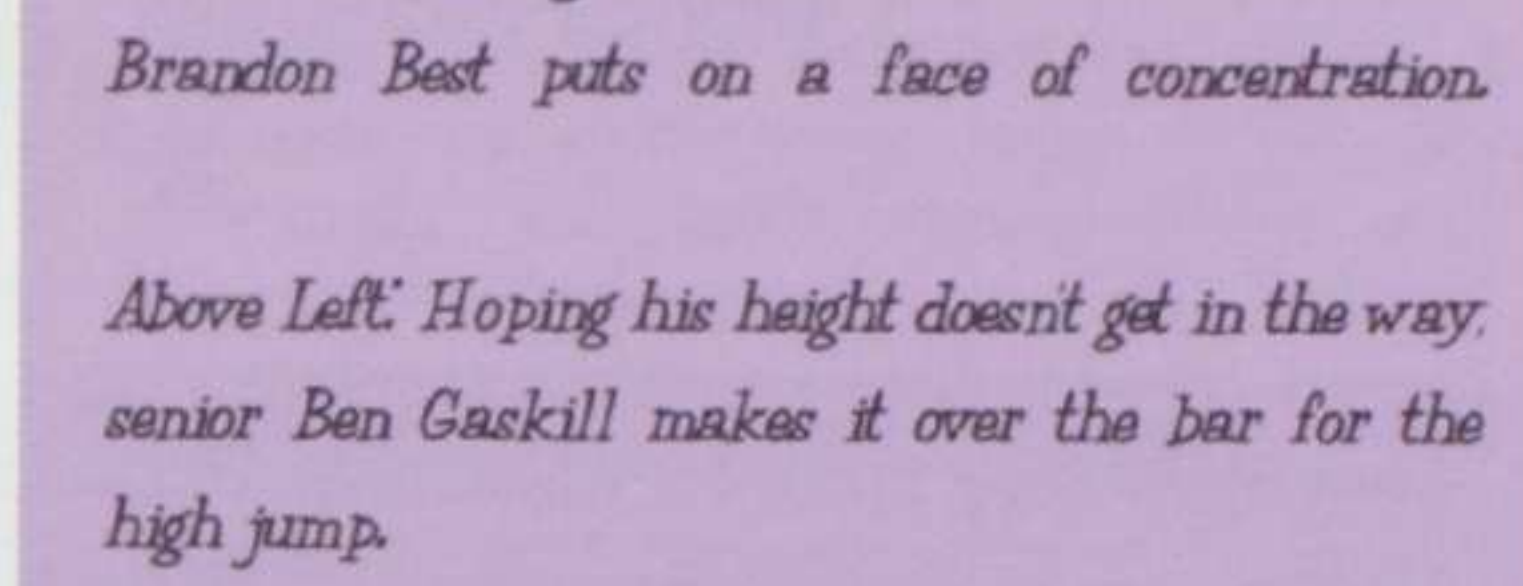 Brandon Best puts on a face of concentration.
Above Left: Hoping his height doesn't get in the way,
senior Ben Gaskill makes it over the bar for the
high jump.